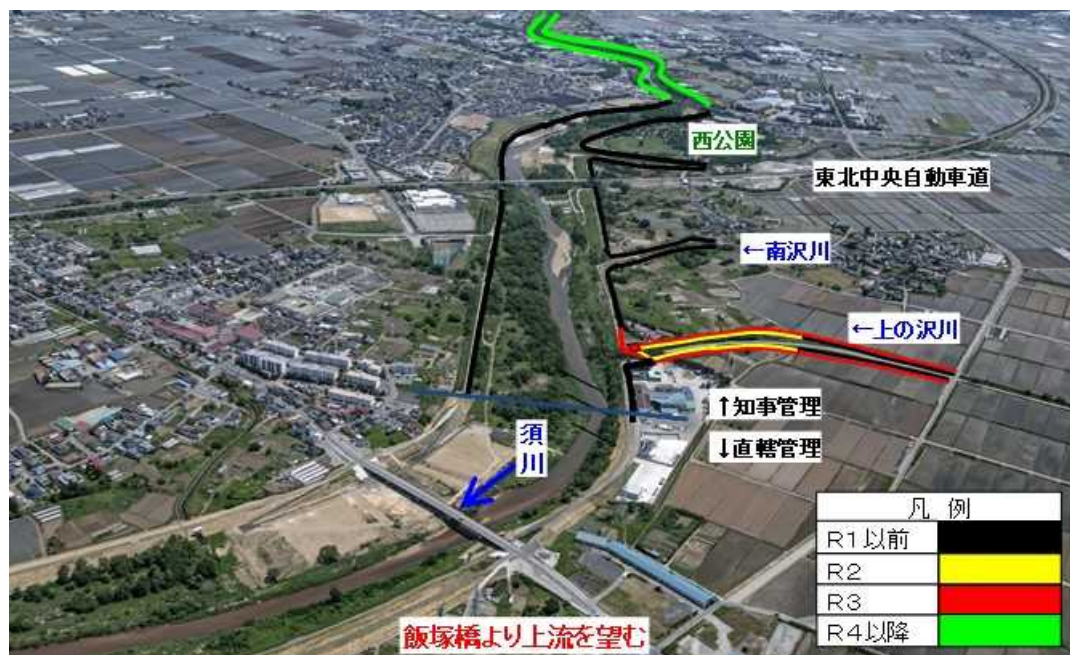 西公園
東北中央自動車道
←南沢川
←上の沢川
↑知事管理
↓直轄管理
須
川
凡 例
R1以前
R2
R3
R4以降
飯塚橋より上流を望む